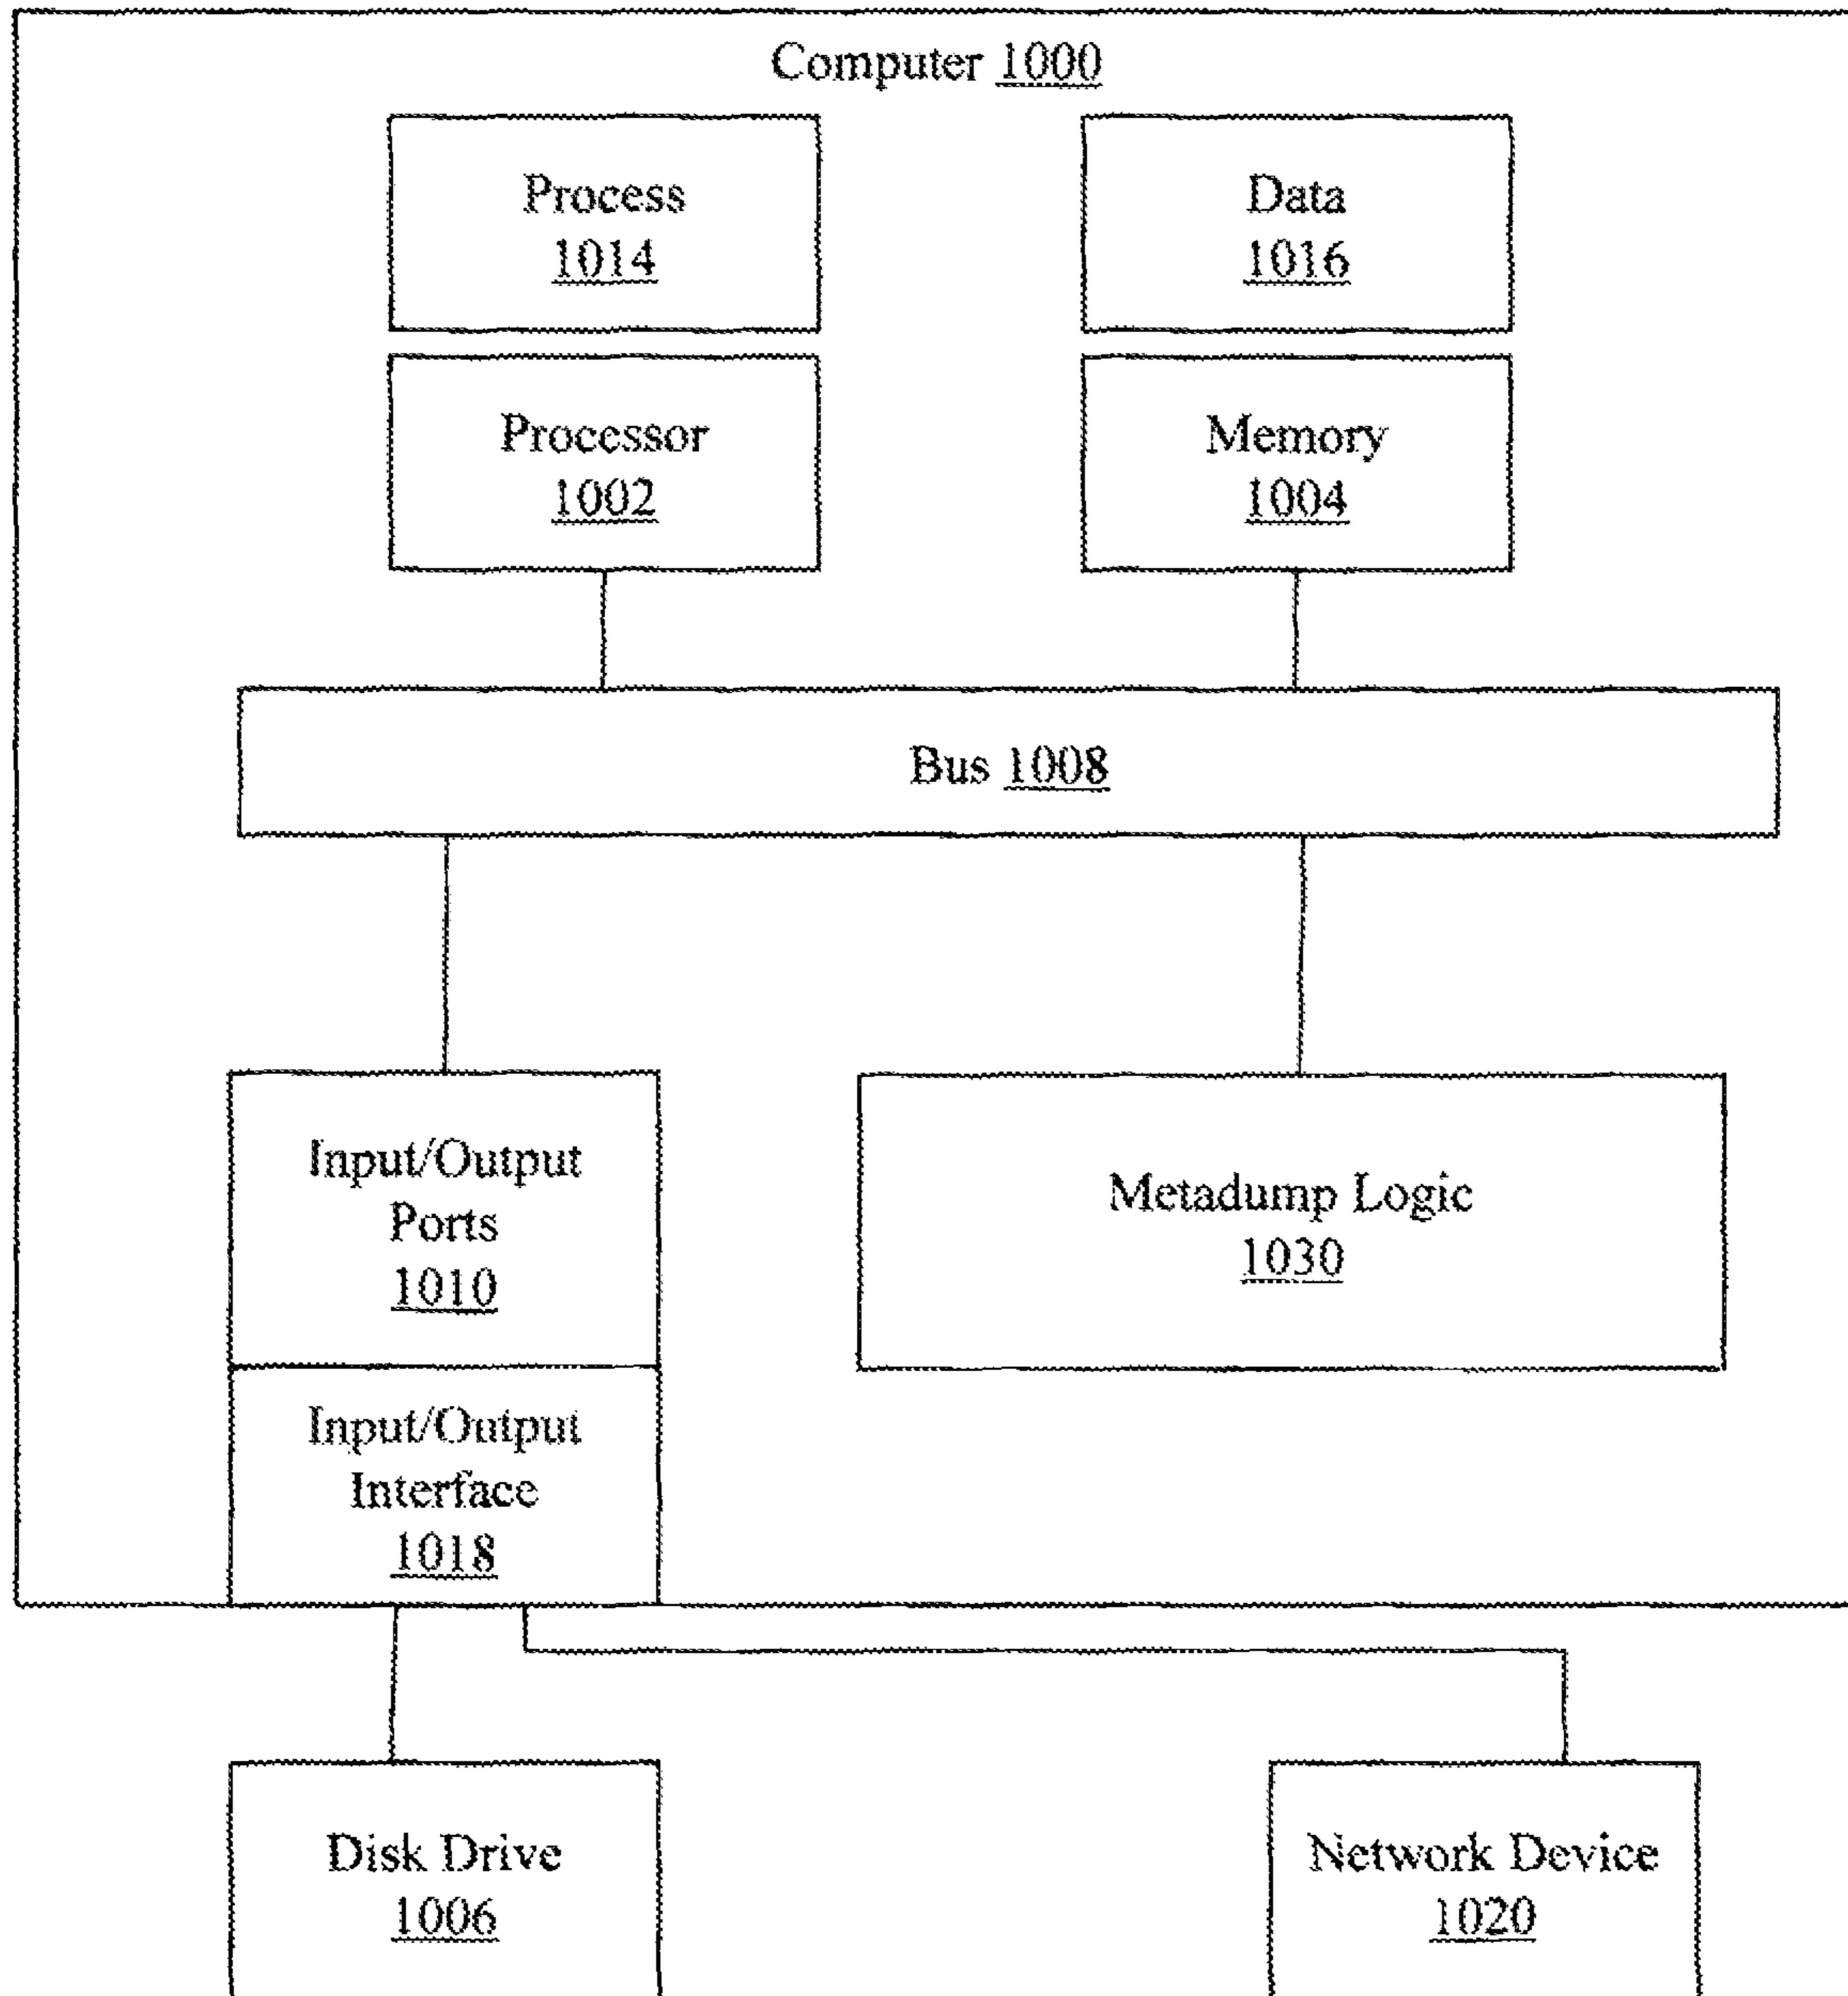 Computer 1000
Process
1014
Data
1016
Processor
1002
Memory
1004
Bus 1008
Input/Output
Ports
1010
Metadump Logic
1030
Input/Output
Interface
1018
Disk Drive
1006
Network Device
1020